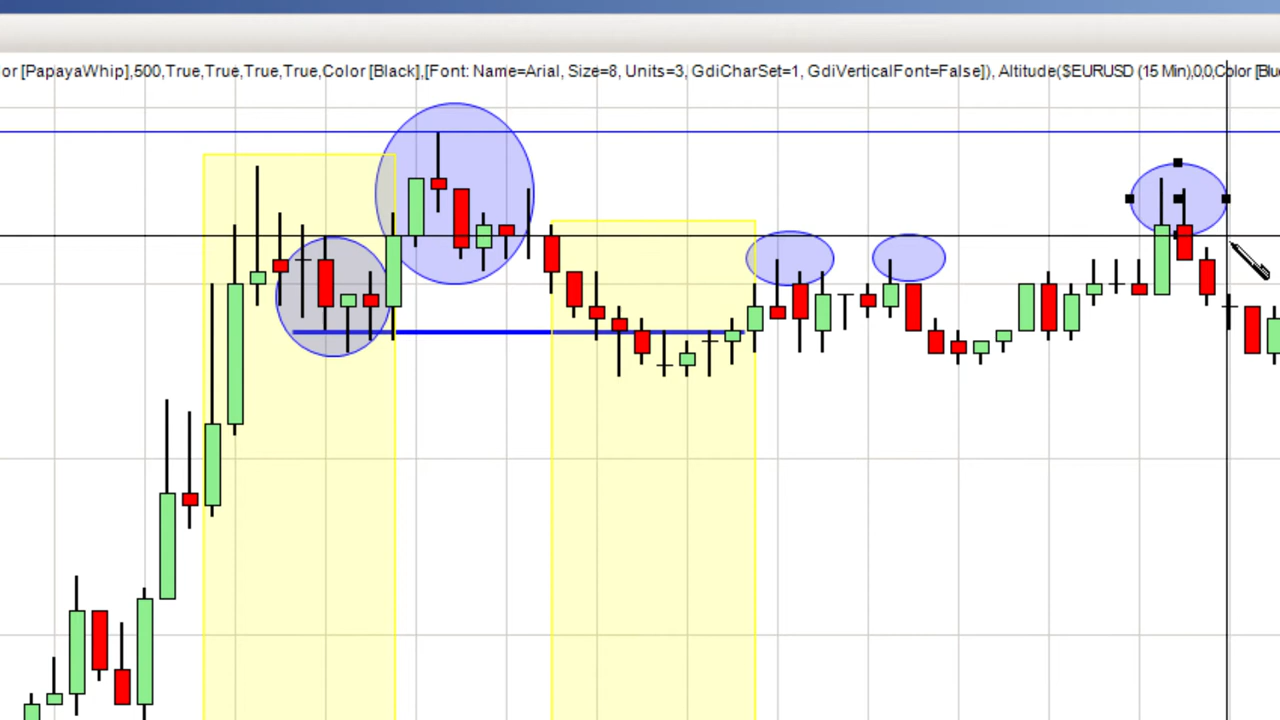 or [PapayaWhip],500,True,True,True,True,Color [Black],[Font: Name=Arial, Size=8, Units=3, GdiCharSet=1, GdiVerticalFont=False]), Altitude($EURUSD (15 Min),0,0,Color [Blu